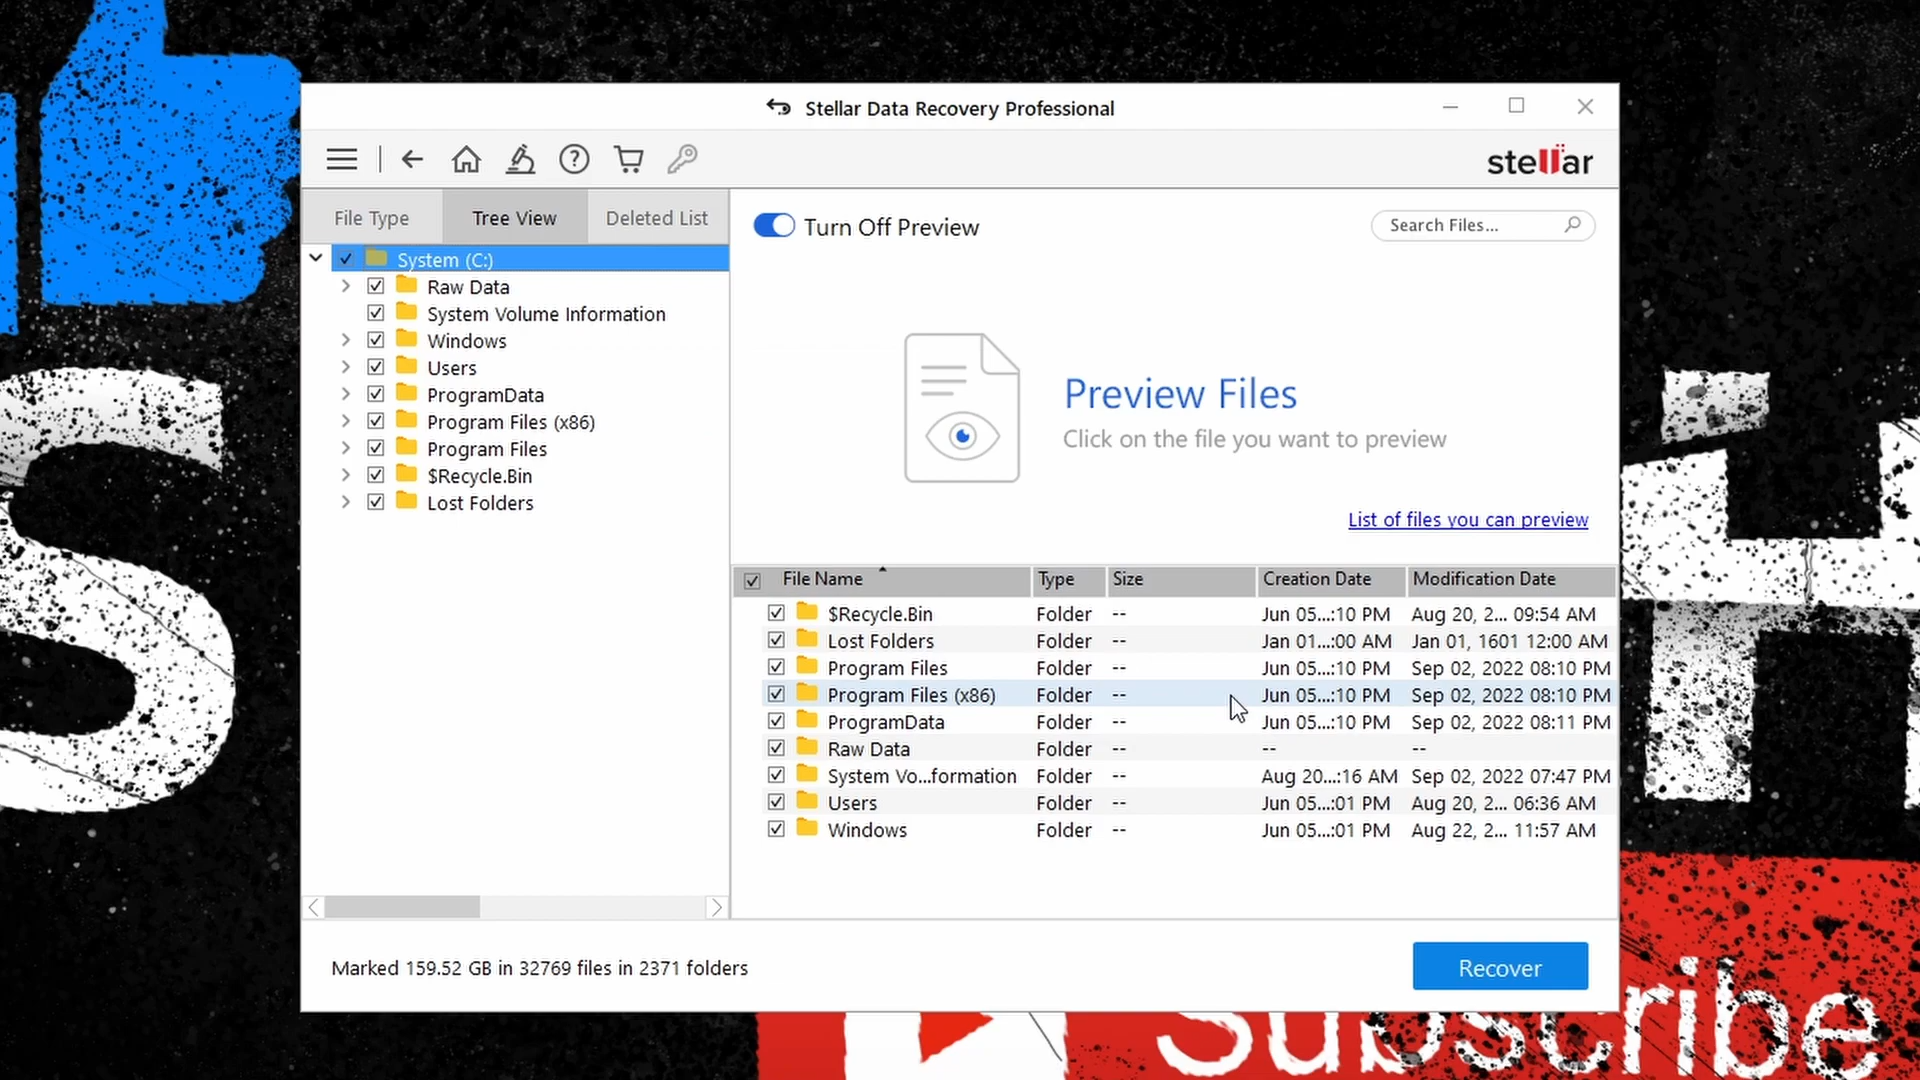 Stellar Data Recovery Professional
stellar
File Type Tree View Deleted List
Turn Off Preview
Search Files...
System (C:)
Raw Data
System Volume Information
Windows
Users
ProgramData
Program Files (x86)
Program Files
$Recycle.Bin
Lost Folders
Preview Files
Click on the file you want to preview
List of files you can preview
File Name Type Size Creation Date Modification Date
$Recycle.Bin Folder -- Jun 05...:10 PM Aug 20, 2... 09:54 AM
Lost Folders Folder -- Jan 01...:00 AM Jan 01, 1601 12:00 AM
Program Files Folder -- Jun 05...:10 PM Sep 02, 2022 08:10 PM
Program Files (x86) Folder -- Jun 05...:10 PM Sep 02, 2022 08:10 PM
ProgramData Folder -- Jun 05...:10 PM Sep 02, 2022 08:11 PM
Raw Data Folder -- -- --
System Vo...formation Folder -- Aug 20...:16 AM Sep 02, 2022 07:47 PM
Users Folder -- Jun 05...:01 PM Aug 20, 2... 06:36 AM
Windows Folder -- Jun 05...:01 PM Aug 22, 2... 11:57 AM
Marked 159.52 GB in 32769 files in 2371 folders
Recover
Subscribe